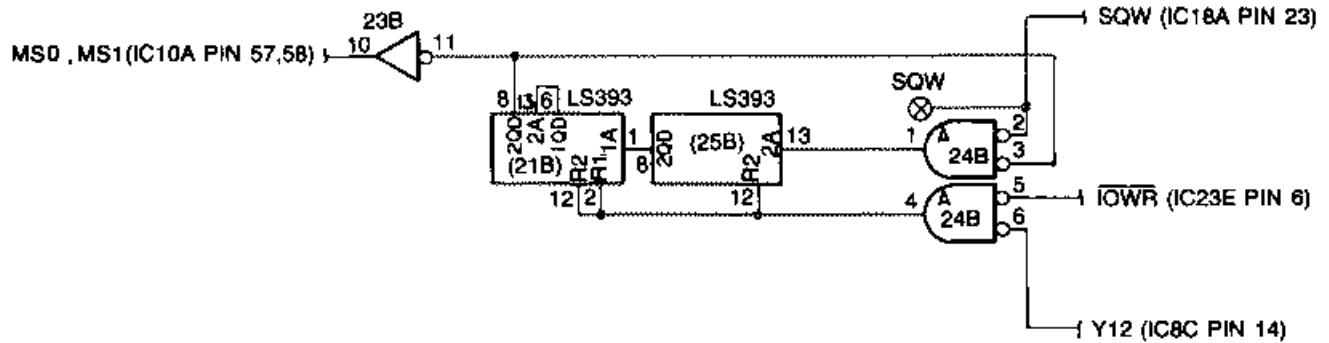 23B
SQW (IC18A PIN 23)
MS0 , MS1(IC10A PIN 57,58)
10
11
SQW
8
13
6
LS393
LS393
2QD
2A
1QD
1A
(21B)
R2
R1
1
8
2QD
(25B)
2A
R2
13
1
A
24B
2
3
12
2
12
4
A
24B
5
6
IOWR (IC23E PIN 6)
Y12 (IC8C PIN 14)